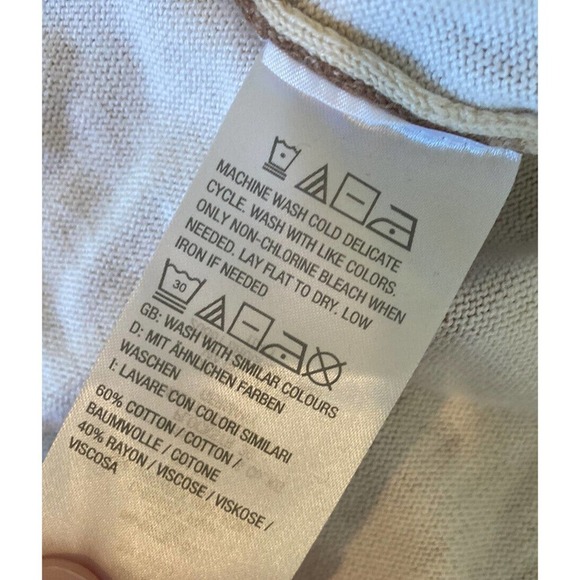 MACHINE WASH COLD DELICATE
CYCLE. WASH WITH LIKE COLORS.
ONLY NON-CHLORINE BLEACH WHEN
NEEDED. LAY FLAT TO DRY. LOW
IRON IF NEEDED
30
GB: WASH WITH SIMILAR COLOURS
D: MIT ÄHNLICHEN FARBEN
WASCHEN
I: LAVARE CON COLORI SIMILARI
60% COTTON / COTTON /
BAUMWOLLE / COTONE
40% RAYON / VISCOSE / VISKOSE /
VISCOSA